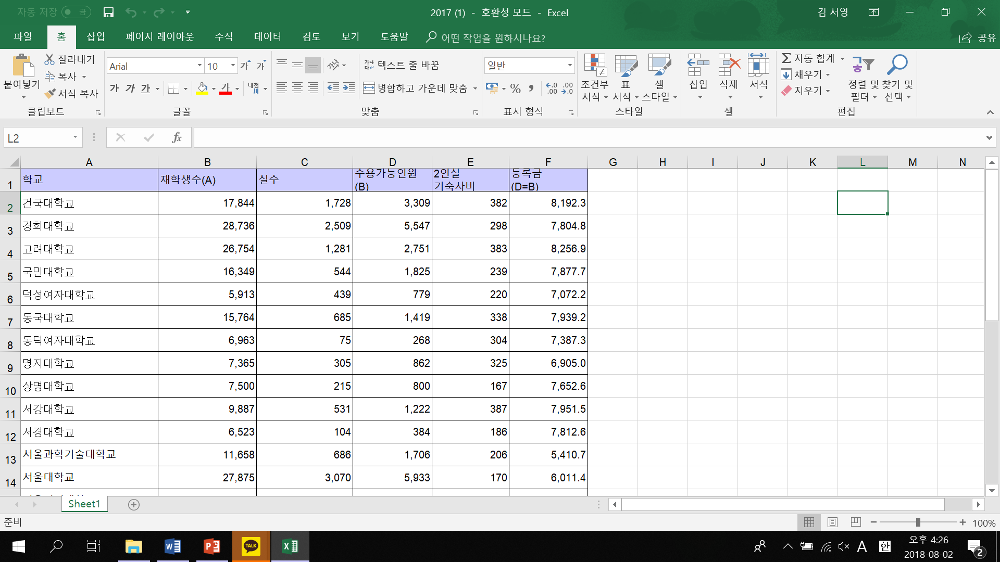 자동 저장 끔
2017 (1) - 호환성 모드 - Excel
김 서영
파일 홈 삽입 페이지 레이아웃 수식 데이터 검토 보기 도움말 어떤 작업을 원하시나요?
공유
붙여넣기
잘라내기
복사
서식 복사
클립보드
Arial 10 가 가
가 가 가 가 내천 川
글꼴
가나다 텍스트 줄 바꿈
병합하고 가운데 맞춤
맞춤
일반
% , ←.0 .00 .00 →.0
표시 형식
조건부 서식
표 서식
셀 스타일
스타일
삽입 삭제 서식
셀
Σ 자동 합계
채우기
지우기
정렬 및 필터
찾기 및 선택
편집
L2
fx
A B C D E F G H I J K L M N
1 학교 재학생수(A) 실수 수용가능인원 (B) 2인실 기숙사비 등록금 (D=B)
2 건국대학교 17,844 1,728 3,309 382 8,192.3
3 경희대학교 28,736 2,509 5,547 298 7,804.8
4 고려대학교 26,754 1,281 2,751 383 8,256.9
5 국민대학교 16,349 544 1,825 239 7,877.7
6 덕성여자대학교 5,913 439 779 220 7,072.2
7 동국대학교 15,764 685 1,419 338 7,939.2
8 동덕여자대학교 6,963 75 268 304 7,387.3
9 명지대학교 7,365 305 862 325 6,905.0
10 상명대학교 7,500 215 800 167 7,652.6
11 서강대학교 9,887 531 1,222 387 7,951.5
12 서경대학교 6,523 104 384 186 7,812.6
13 서울과학기술대학교 11,658 686 1,706 206 5,410.7
14 서울대학교 27,875 3,070 5,933 170 6,011.4
Sheet1
준비
100%
TALK
A 한
오후 4:26
2018-08-02
2